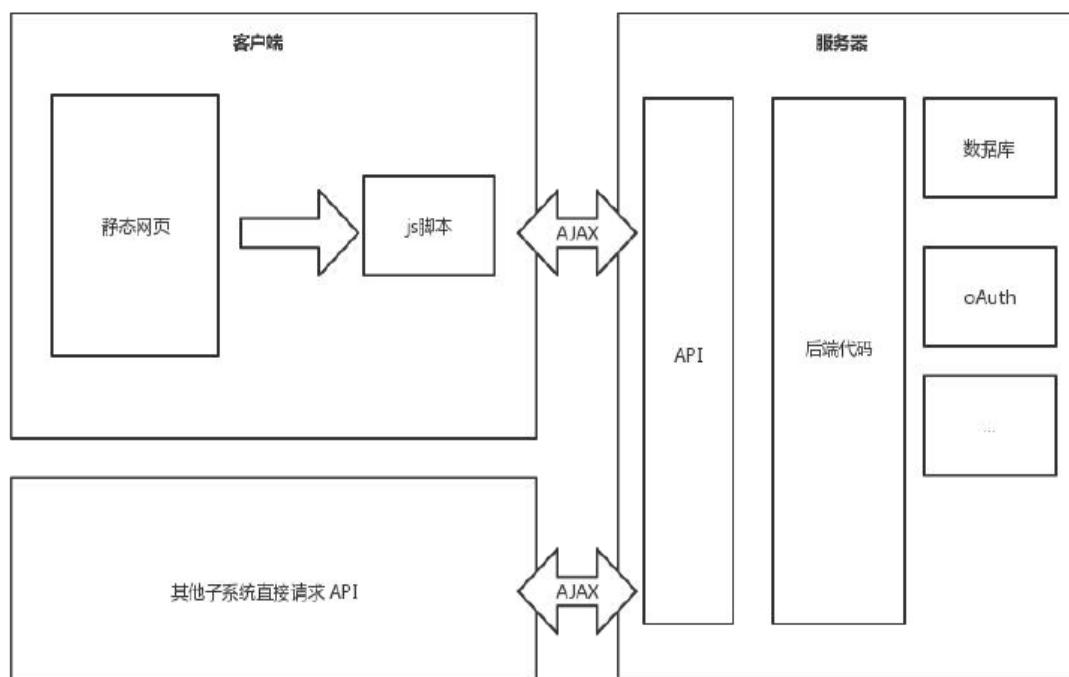 客户端
服务器
静态网页
js脚本
AJAX
API
后端代码
数据库
oAuth
...
其他子系统直接请求 API
AJAX